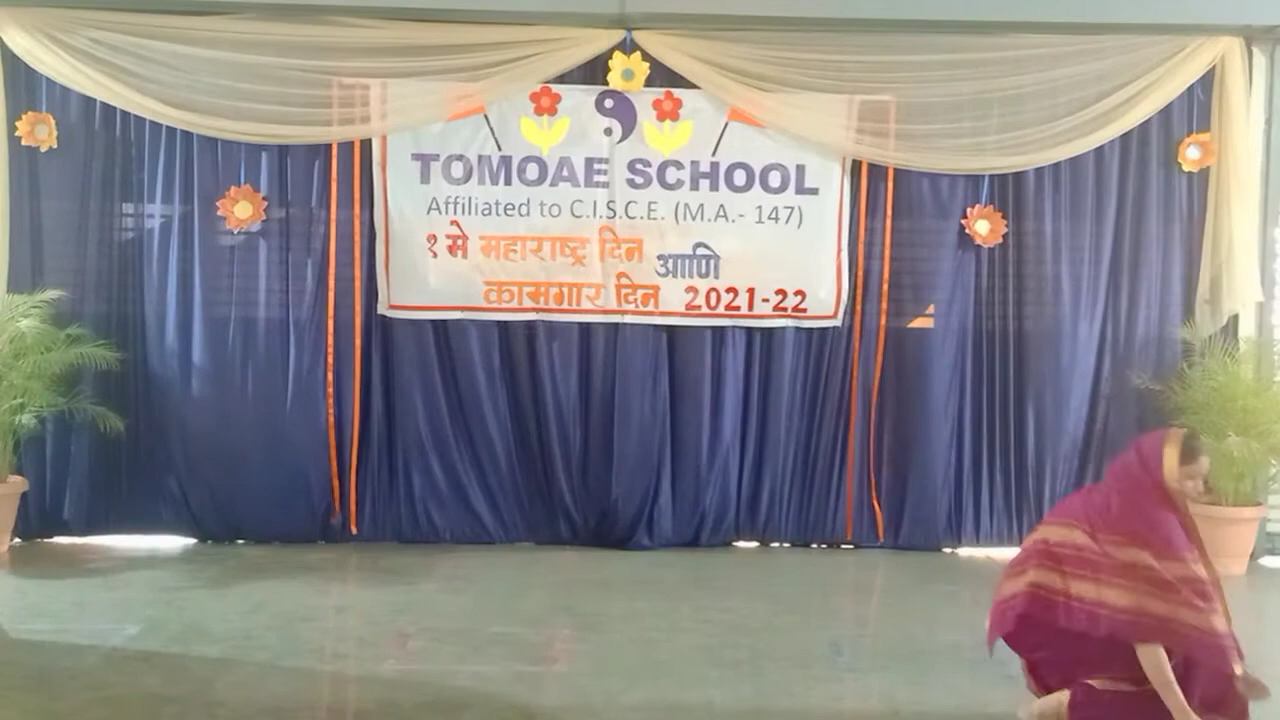 TOMOAE SCHOOL
Affiliated to C.I.S.C.E. (M.A.- 147)
१ मे महाराष्ट्र दिन आणि
कामगार दिन 2021-22